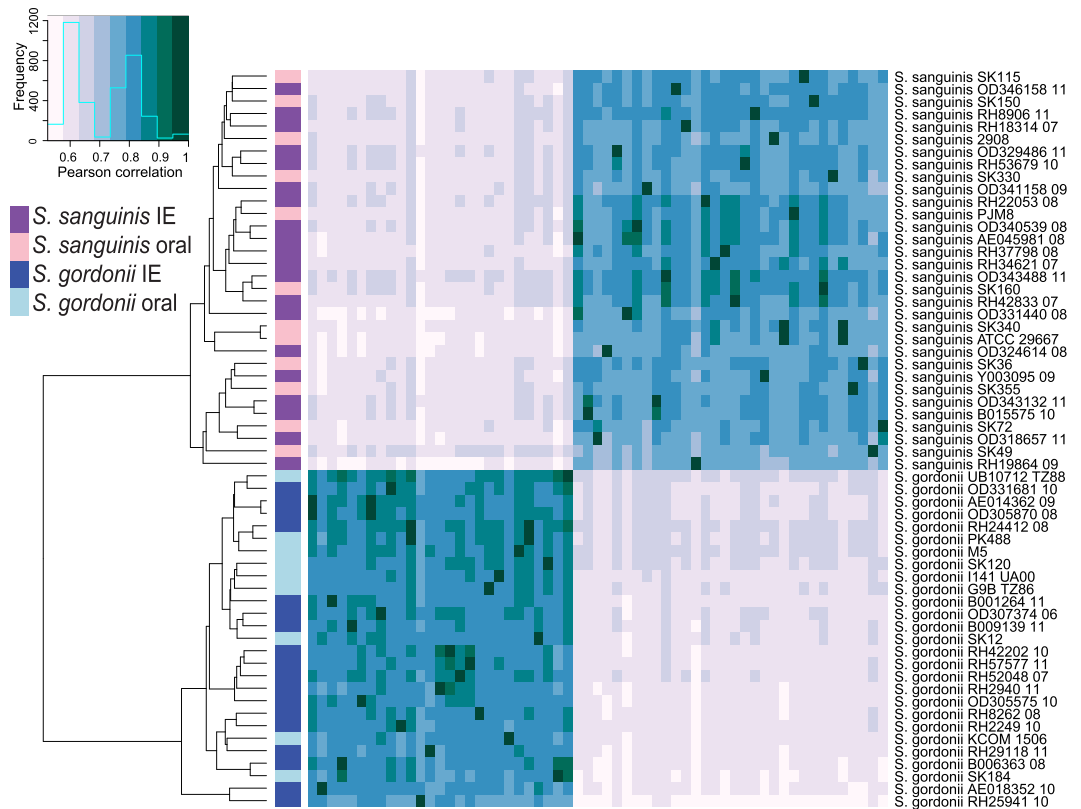 Frequency
0
400
800
1200
0.6 0.7 0.8 0.9 1
Pearson correlation
S. sanguinis IE
S. sanguinis oral
S. gordonii IE
S. gordonii oral
S. sanguinis SK115
S. sanguinis OD346158 11
S. sanguinis SK150
S. sanguinis RH8906 11
S. sanguinis RH18314 07
S. sanguinis 2908
S. sanguinis OD329486 11
S. sanguinis RH53679 10
S. sanguinis SK330
S. sanguinis OD341158 09
S. sanguinis RH22053 08
S. sanguinis PJM8
S. sanguinis OD340539 08
S. sanguinis AE045981 08
S. sanguinis RH37798 08
S. sanguinis RH34621 07
S. sanguinis OD343488 11
S. sanguinis SK160
S. sanguinis RH42833 07
S. sanguinis OD331440 08
S. sanguinis SK340
S. sanguinis ATCC 29667
S. sanguinis OD324614 08
S. sanguinis SK36
S. sanguinis Y003095 09
S. sanguinis SK355
S. sanguinis OD343132 11
S. sanguinis B015575 10
S. sanguinis SK72
S. sanguinis OD318657 11
S. sanguinis SK49
S. sanguinis RH19864 09
S. gordonii UB10712 TZ88
S. gordonii OD331681 10
S. gordonii AE014362 09
S. gordonii OD305870 08
S. gordonii RH24412 08
S. gordonii PK488
S. gordonii M5
S. gordonii SK120
S. gordonii I141 UA00
S. gordonii G9B TZ86
S. gordonii B001264 11
S. gordonii OD307374 06
S. gordonii B009139 11
S. gordonii SK12
S. gordonii RH42202 10
S. gordonii RH57577 11
S. gordonii RH52048 07
S. gordonii RH2940 11
S. gordonii OD305575 10
S. gordonii RH8262 08
S. gordonii RH2249 10
S. gordonii KCOM 1506
S. gordonii RH29118 11
S. gordonii B006363 08
S. gordonii SK184
S. gordonii AE018352 10
S. gordonii RH25941 10